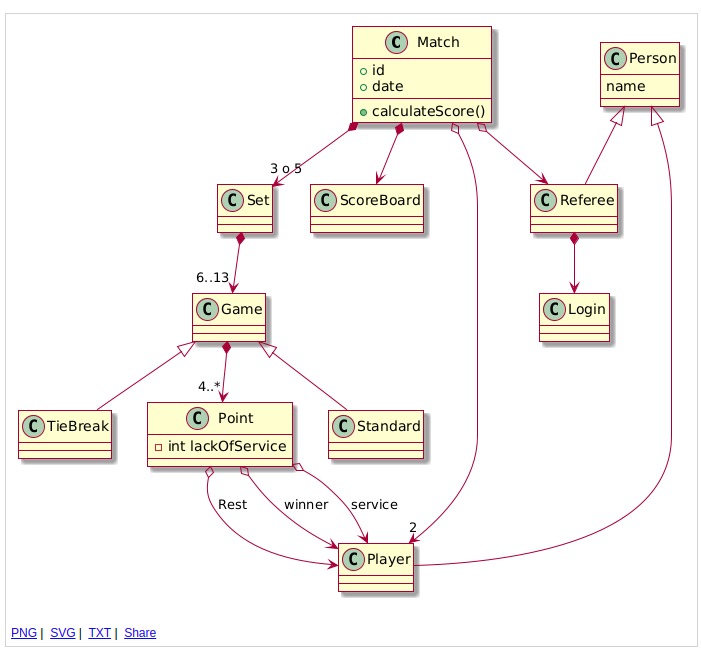 C Match
id
date
calculateScore()
C Person
name
3 o 5
C Set
C ScoreBoard
C Referee
6..13
C Game
C Login
4..*
C TieBreak
C Point
int lackOfService
C Standard
Rest
winner
service
2
C Player
PNG | SVG | TXT | Share